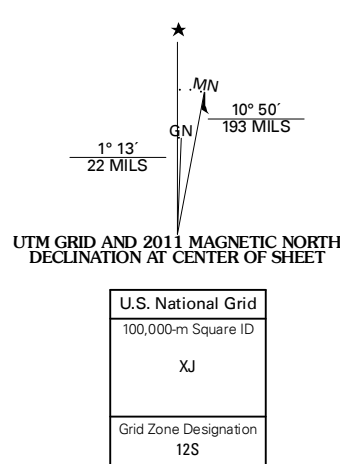 ★
MN
10° 50´
193 MILS
GN
1° 13´
22 MILS
UTM GRID AND 2011 MAGNETIC NORTH
DECLINATION AT CENTER OF SHEET
U.S. National Grid
100,000-m Square ID
XJ
Grid Zone Designation
12S